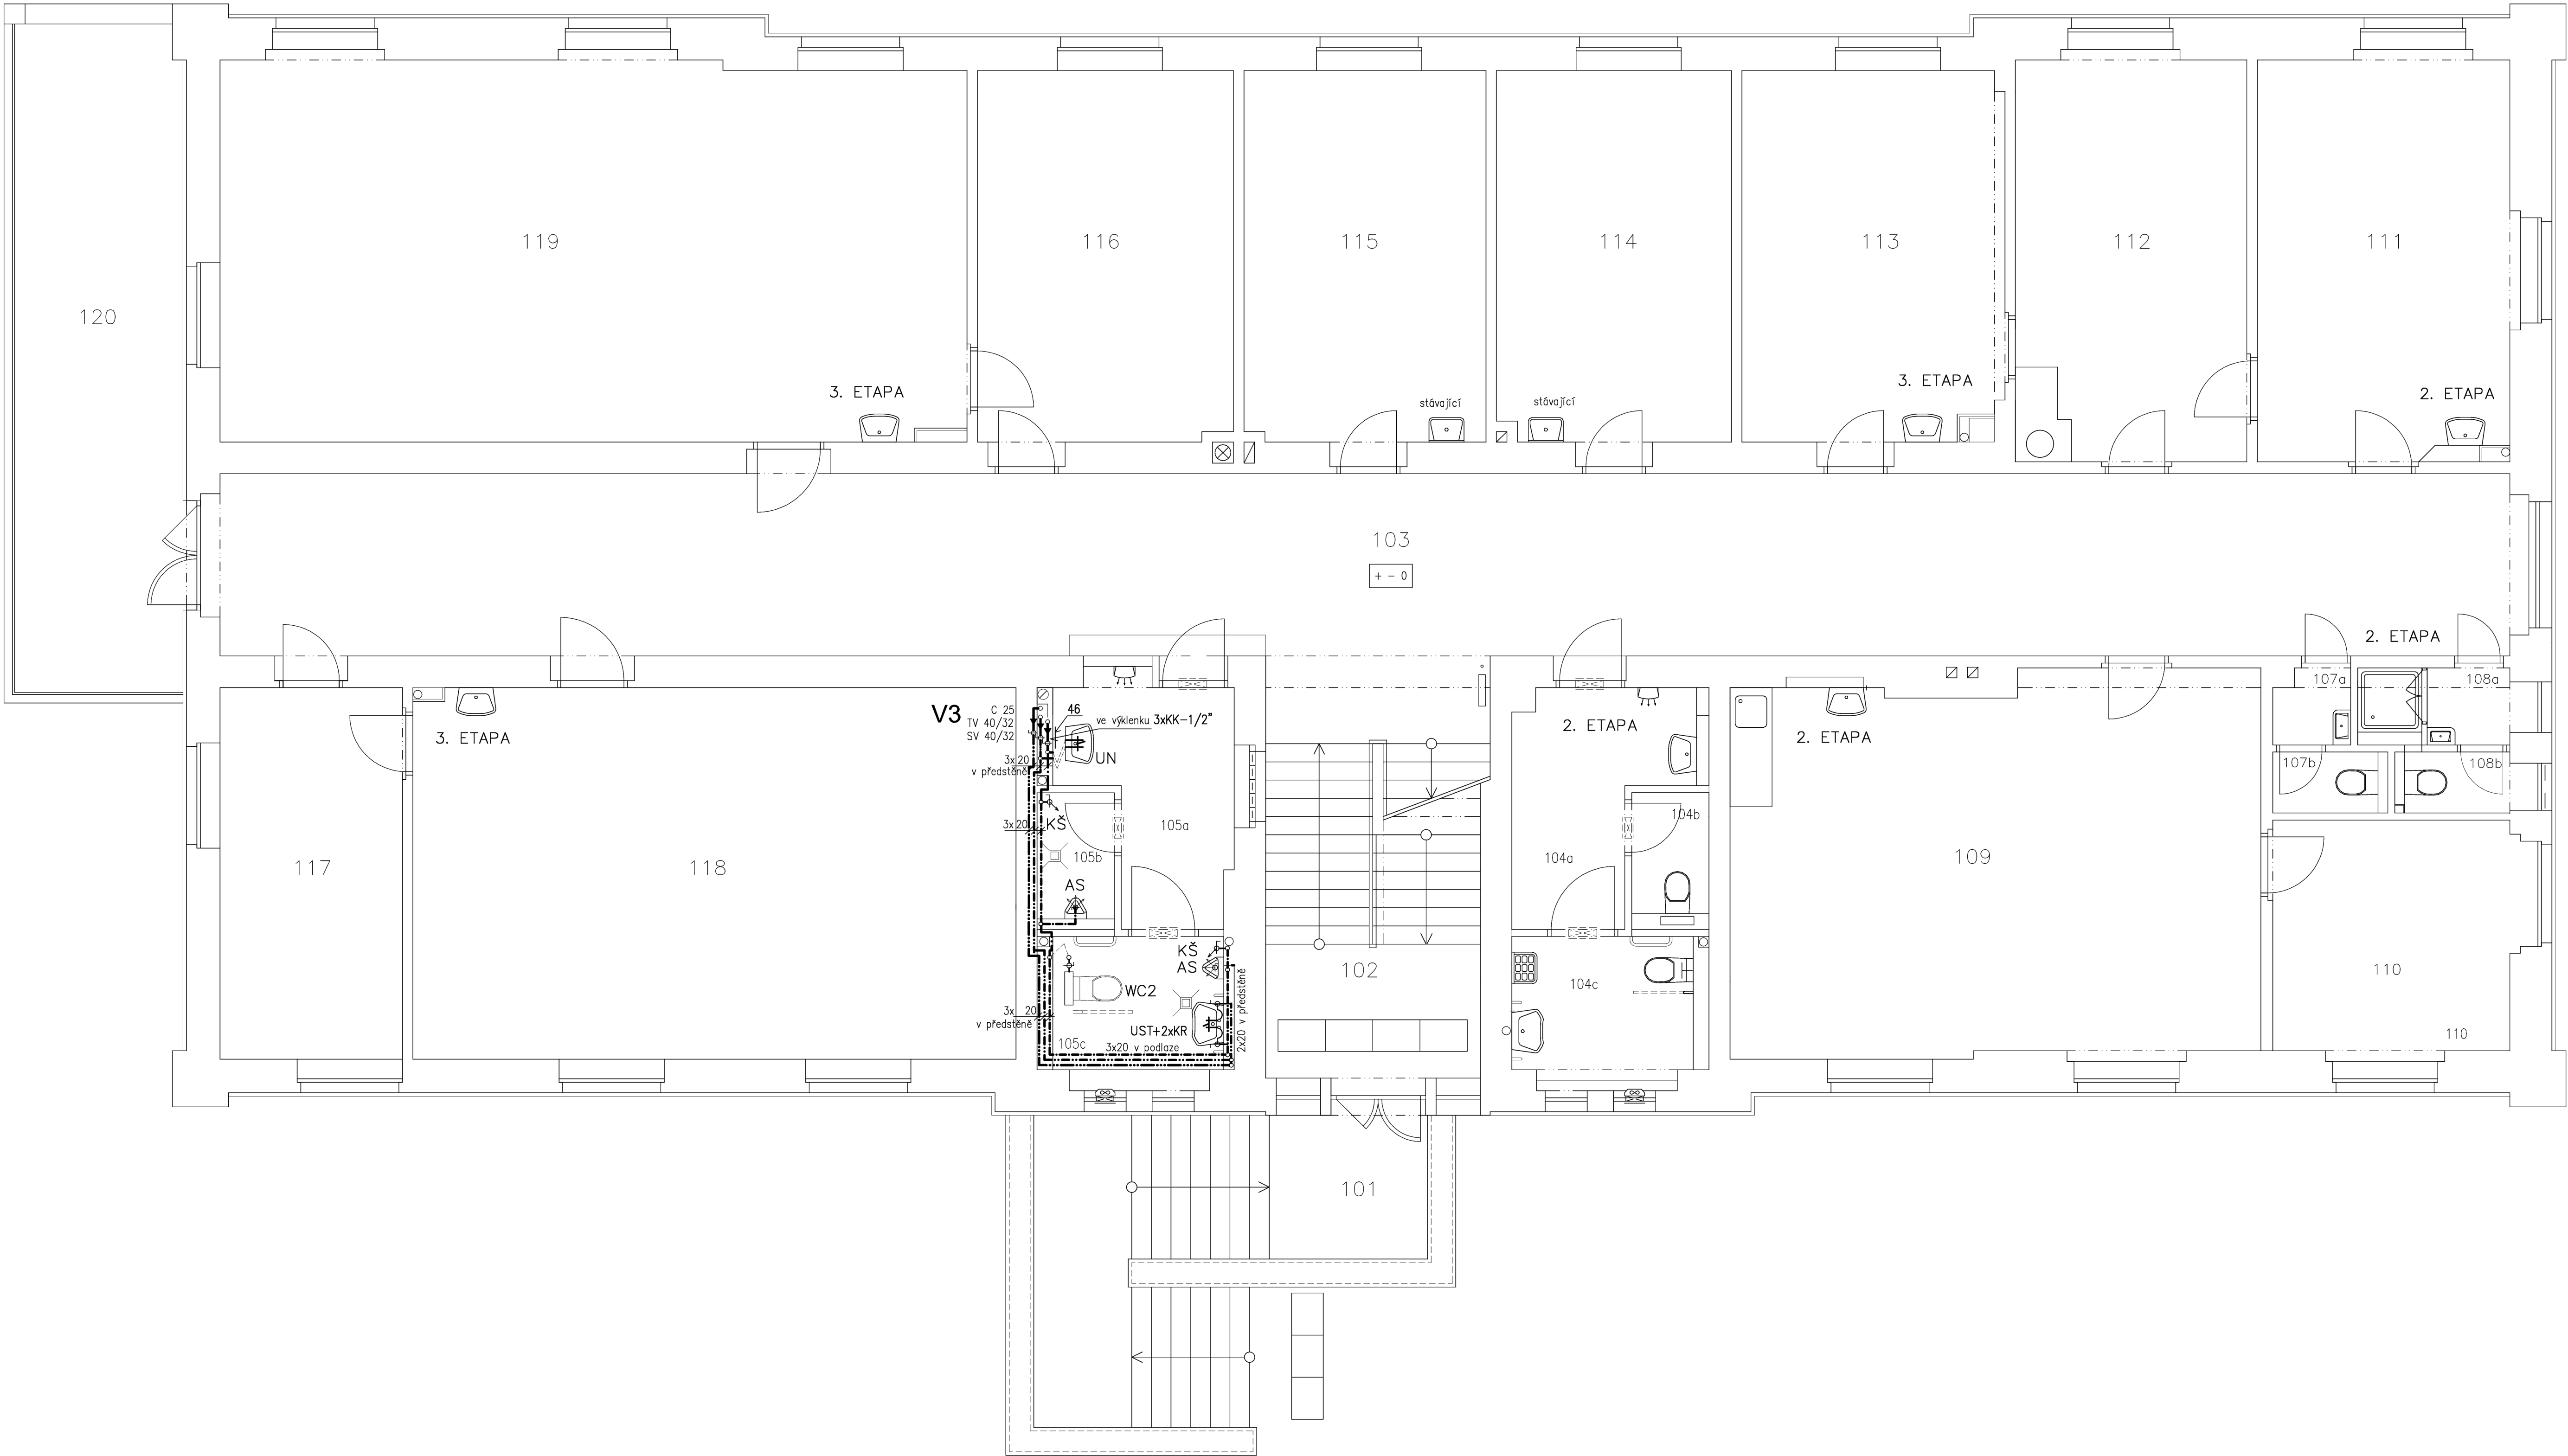 119
116
115
114
113
112
111
120
3. ETAPA
stávající
stávající
3. ETAPA
2. ETAPA
103
+ - 0
2. ETAPA
107a
108a
107b
108b
V3
C 25
TV 40/32
SV 40/32
46
ve výklenku 3xKK-1/2"
UN
3x20
v předstěně
3. ETAPA
2. ETAPA
2. ETAPA
3x20
KŠ
105a
105b
AS
104b
104a
117
118
109
KŠ
AS
WC2
102
104c
110
3x 20
v předstěně
UST+2xKR
2x20 v předstěně
105c
3x20 v podlaze
110
101